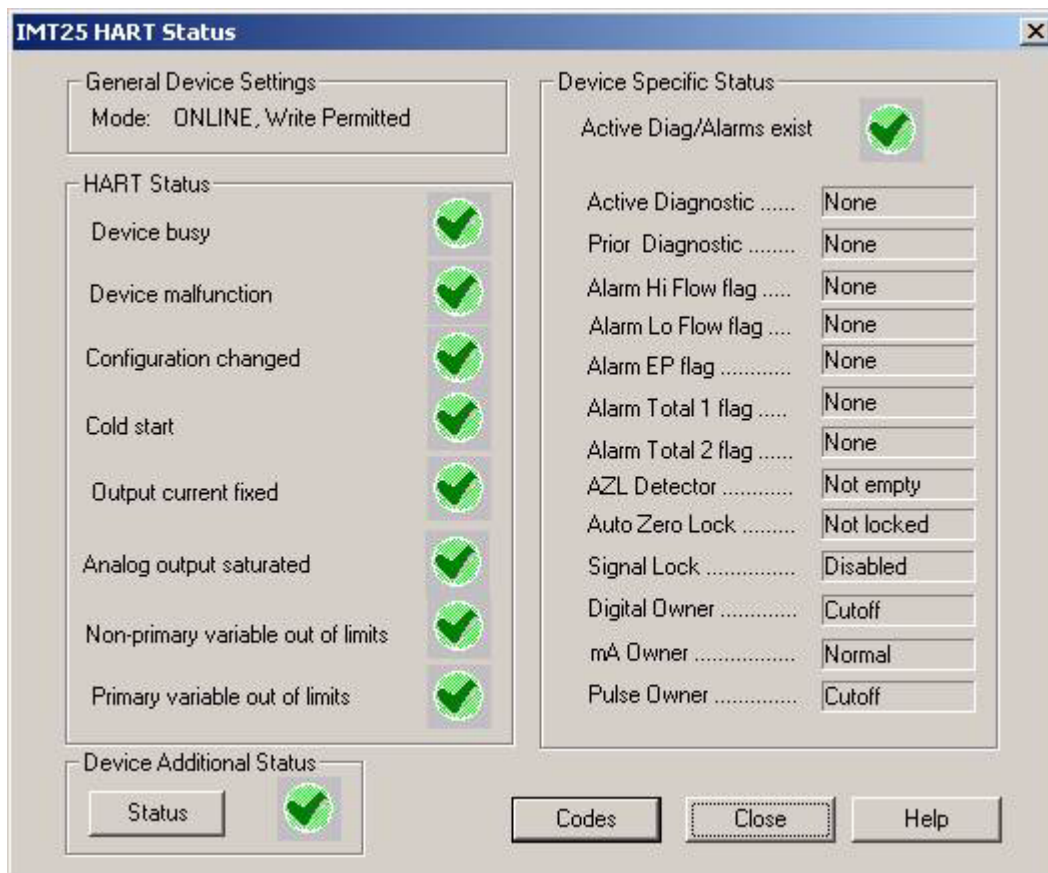 IMT25 HART Status
General Device Settings
Mode: ONLINE, Write Permitted
HART Status
Device busy
Device malfunction
Configuration changed
Cold start
Output current fixed
Analog output saturated
Non-primary variable out of limits
Primary variable out of limits
Device Additional Status
Status
Device Specific Status
Active Diag/Alarms exist
Active Diagnostic ...... None
Prior Diagnostic ........ None
Alarm Hi Flow flag ..... None
Alarm Lo Flow flag .... None
Alarm EP flag ............ None
Alarm Total 1 flag ..... None
Alarm Total 2 flag ...... None
AZL Detector ............ Not empty
Auto Zero Lock ......... Not locked
Signal Lock ............... Disabled
Digital Owner ............. Cutoff
mA Owner .................. Normal
Pulse Owner .............. Cutoff
Codes
Close
Help